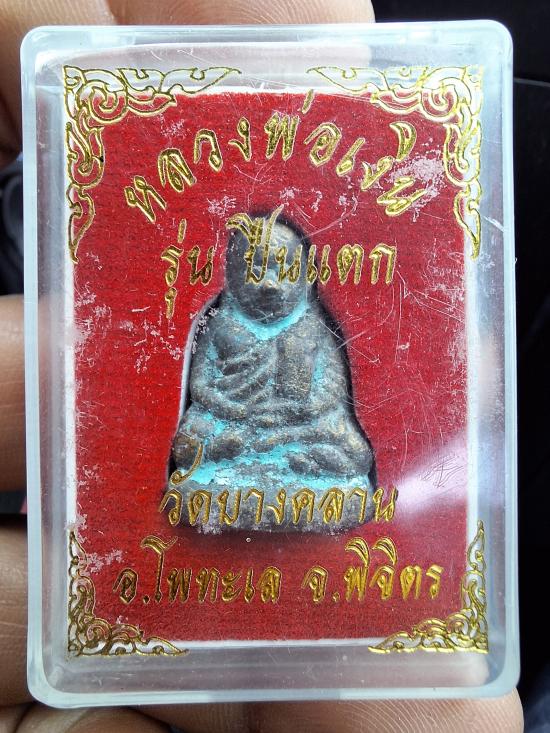 หลวงพ่อเงิน
รุ่น ปืนแตก
วัดบางคลาน
อ.โพทะเล จ.พิจิตร